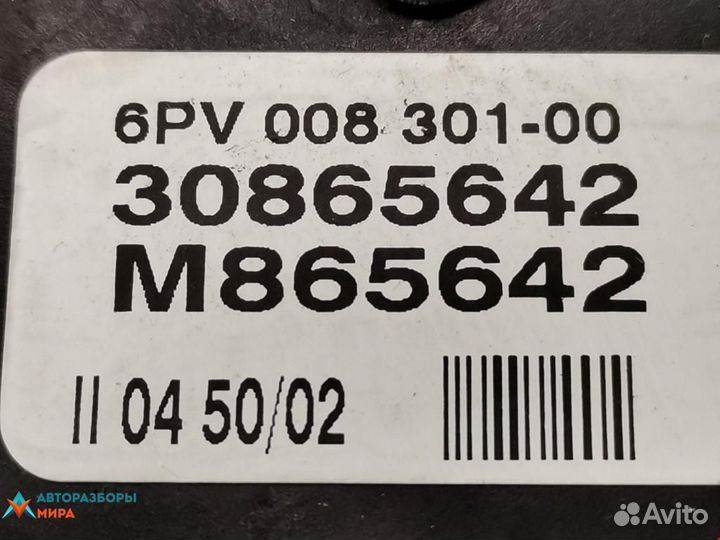 6PV 008 301-00
30865642
M865642
II 04 50/02
АВТОРАЗБОРЫ
МИРА
Avito